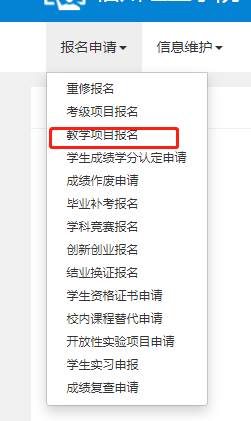 报名申请
信息维护
重修报名
考级项目报名
教学项目报名
学生成绩学分认定申请
成绩作废申请
毕业补考报名
学科竞赛报名
创新创业报名
结业换证报名
学生资格证书申请
校内课程替代申请
开放性实验项目申请
学生实习申报
成绩复查申请